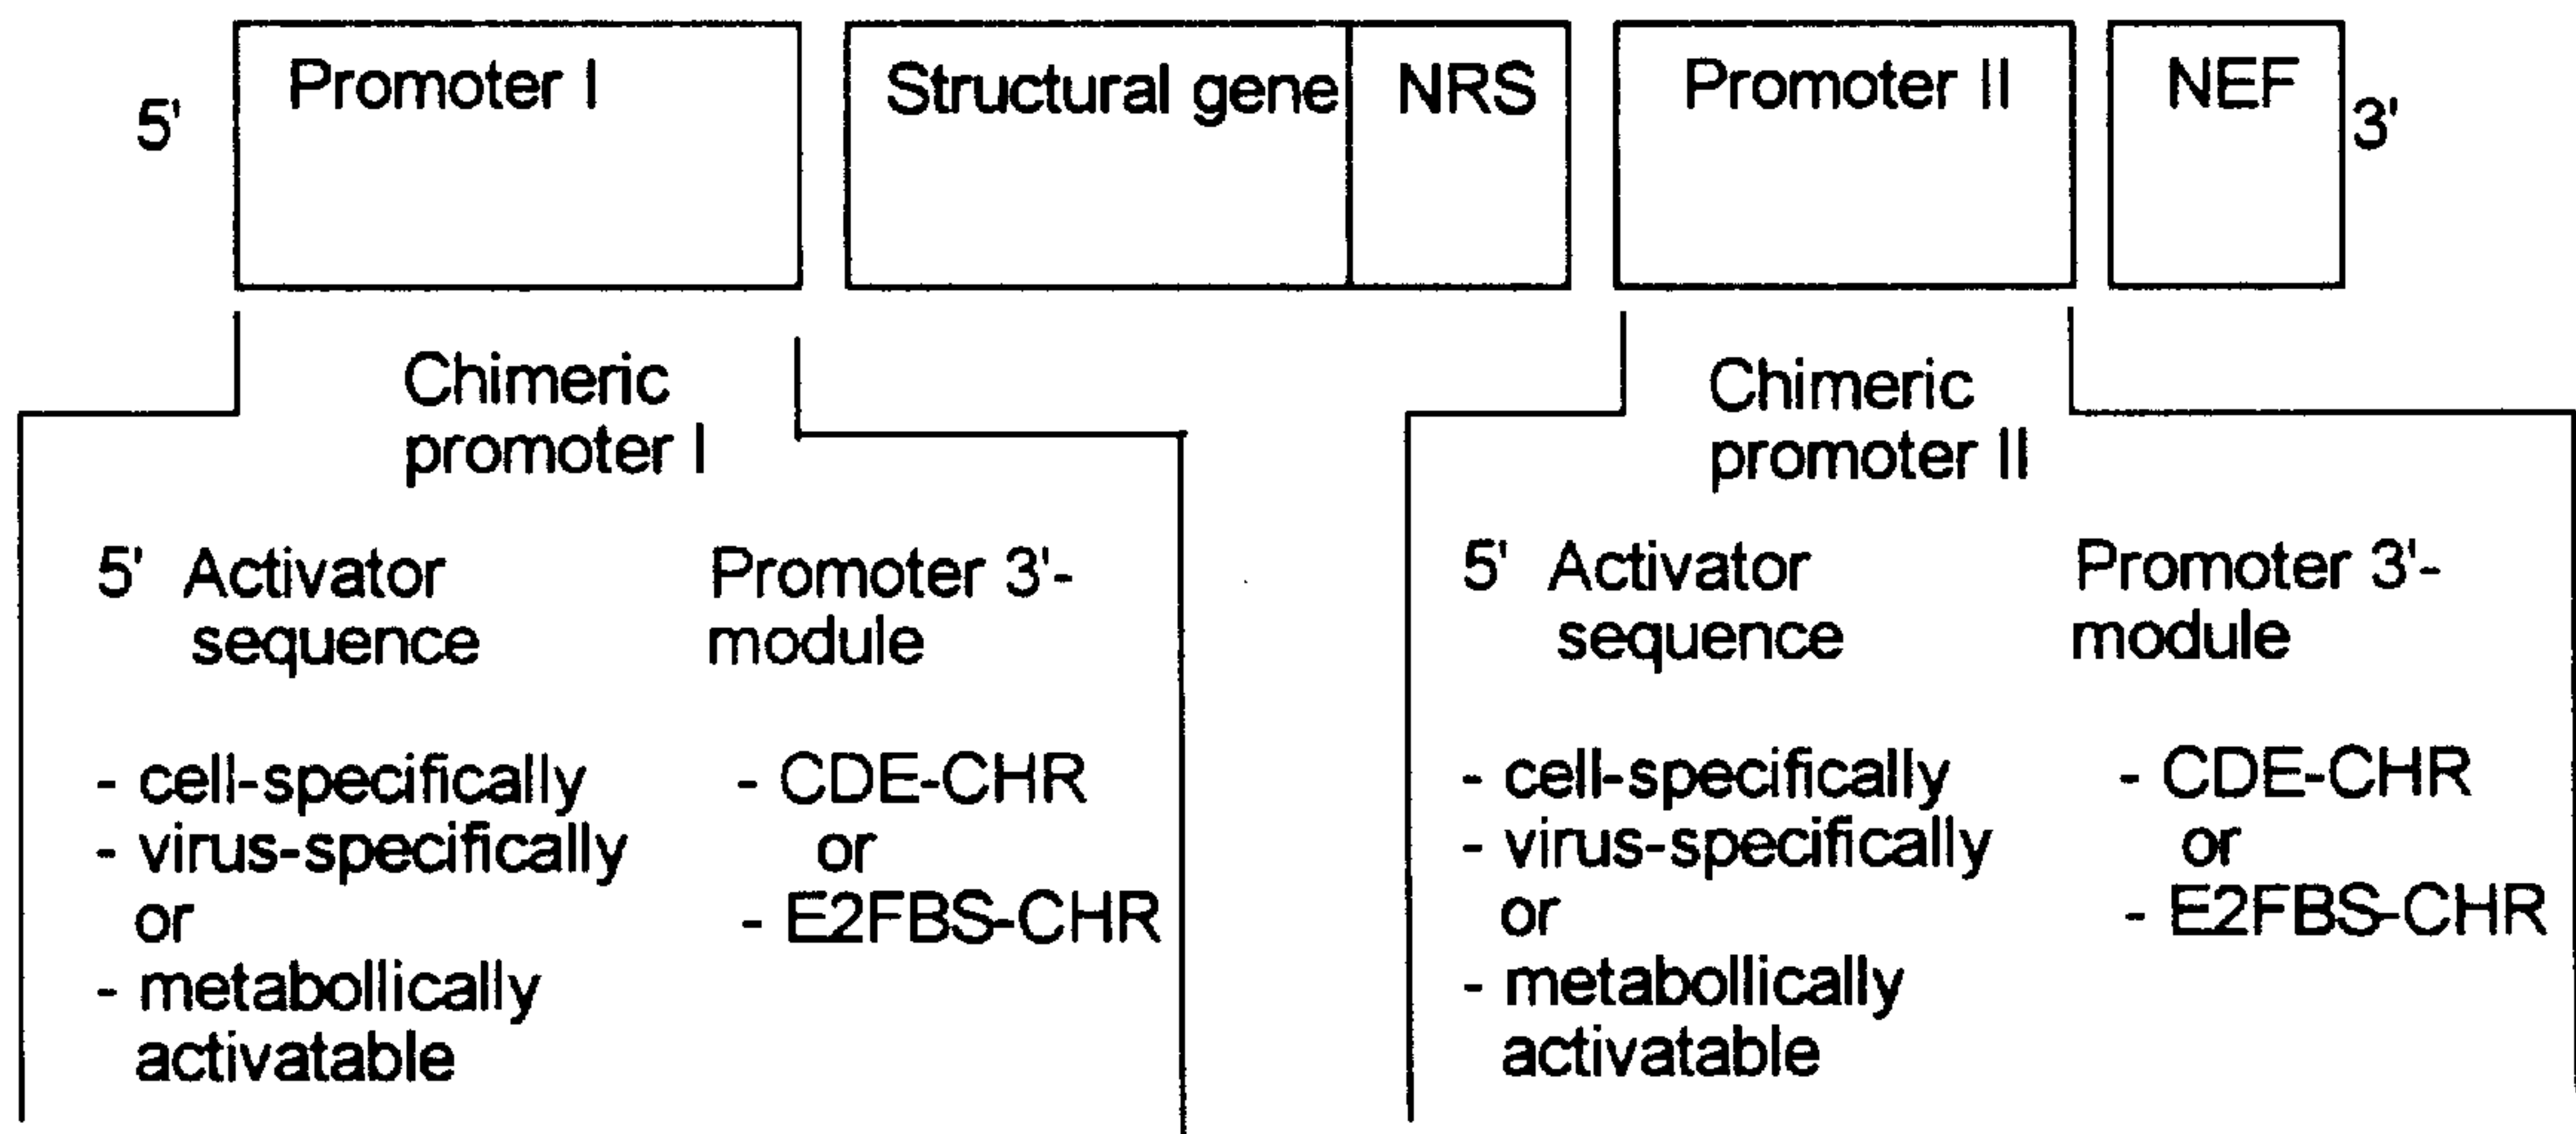 5' Promoter I Structural gene NRS Promoter II NEF 3'
Chimeric
promoter I
5' Activator Promoter 3'-
sequence module
- cell-specifically - CDE-CHR
- virus-specifically or
or - E2FBS-CHR
- metabollically
activatable
Chimeric
promoter II
5' Activator Promoter 3'-
sequence module
- cell-specifically - CDE-CHR
- virus-specifically or
or - E2FBS-CHR
- metabollically
activatable